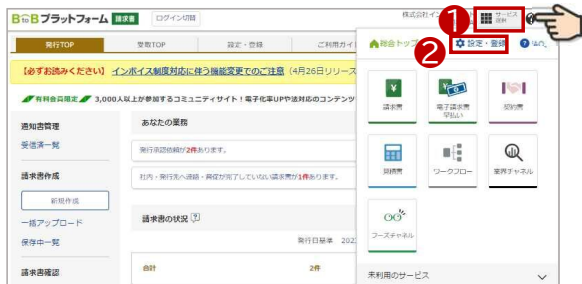 BtoBプラットフォーム 請求書 ログイン切替
株式会社イン
1 サービス
発行TOP 受取TOP 設定・登録 ご利用ガイ
総合トップ 2 設定・登録
【必ずお読みください】 インボイス制度対応に伴う機能変更でのご注意（4月26日リリース
有料会員限定 3,000人以上が参加するコミュニティサイト！電子化率UPや法対応のコンテンツ
通知書管理
受信済一覧
請求書作成
新規作成
一括アップロード
保存中一覧
請求書確認
あなたの業務
発行承認依頼が2件あります。
社内・発行先へ連絡・異促が完了していない請求書が1件あります。
請求書の状況
発行日基準 202
合計 2件
請求書
電子請求書
早払い
契約書
見積書
ワークフロー
業界チャネル
フーズチャネル
未利用のサービス